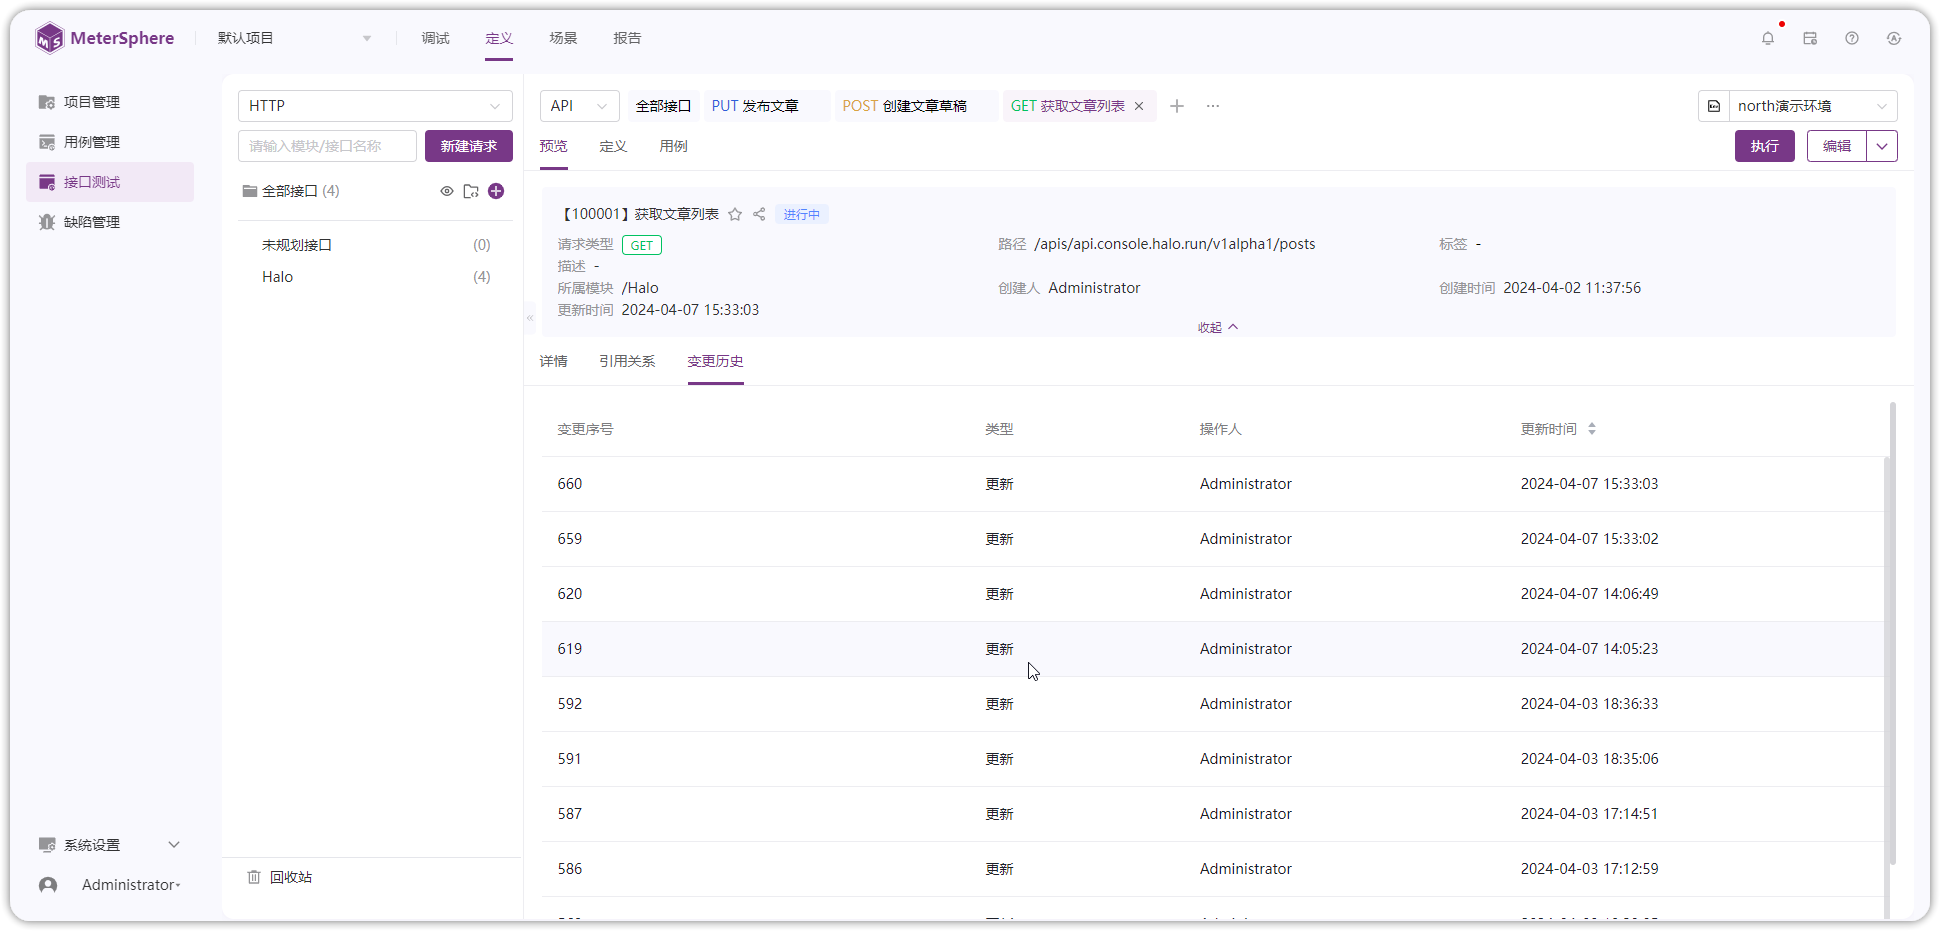 MeterSphere
默认项目
调试
定义
场景
报告
项目管理
用例管理
接口测试
缺陷管理
系统设置
Administrator
HTTP
请输入模块/接口名称
新建请求
全部接口 (4)
未规划接口 (0)
Halo (4)
回收站
API
全部接口
PUT 发布文章
POST 创建文章草稿
GET 获取文章列表
north演示环境
预览
定义
用例
执行
编辑
【100001】获取文章列表
进行中
请求类型 GET
路径 /apis/api.console.halo.run/v1alpha1/posts
标签 -
描述 -
所属模块 /Halo
创建人 Administrator
创建时间 2024-04-02 11:37:56
更新时间 2024-04-07 15:33:03
收起
详情
引用关系
变更历史
变更序号 类型 操作人 更新时间
660 更新 Administrator 2024-04-07 15:33:03
659 更新 Administrator 2024-04-07 15:33:02
620 更新 Administrator 2024-04-07 14:06:49
619 更新 Administrator 2024-04-07 14:05:23
592 更新 Administrator 2024-04-03 18:36:33
591 更新 Administrator 2024-04-03 18:35:06
587 更新 Administrator 2024-04-03 17:14:51
586 更新 Administrator 2024-04-03 17:12:59